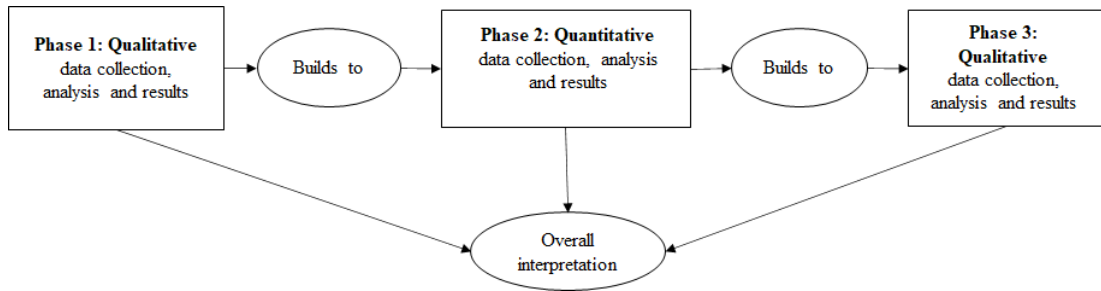 Phase 1: Qualitative
data collection,
analysis and results
Builds to
Phase 2: Quantitative
data collection, analysis
and results
Builds to
Phase 3:
Qualitative
data collection,
analysis and results
Overall
interpretation